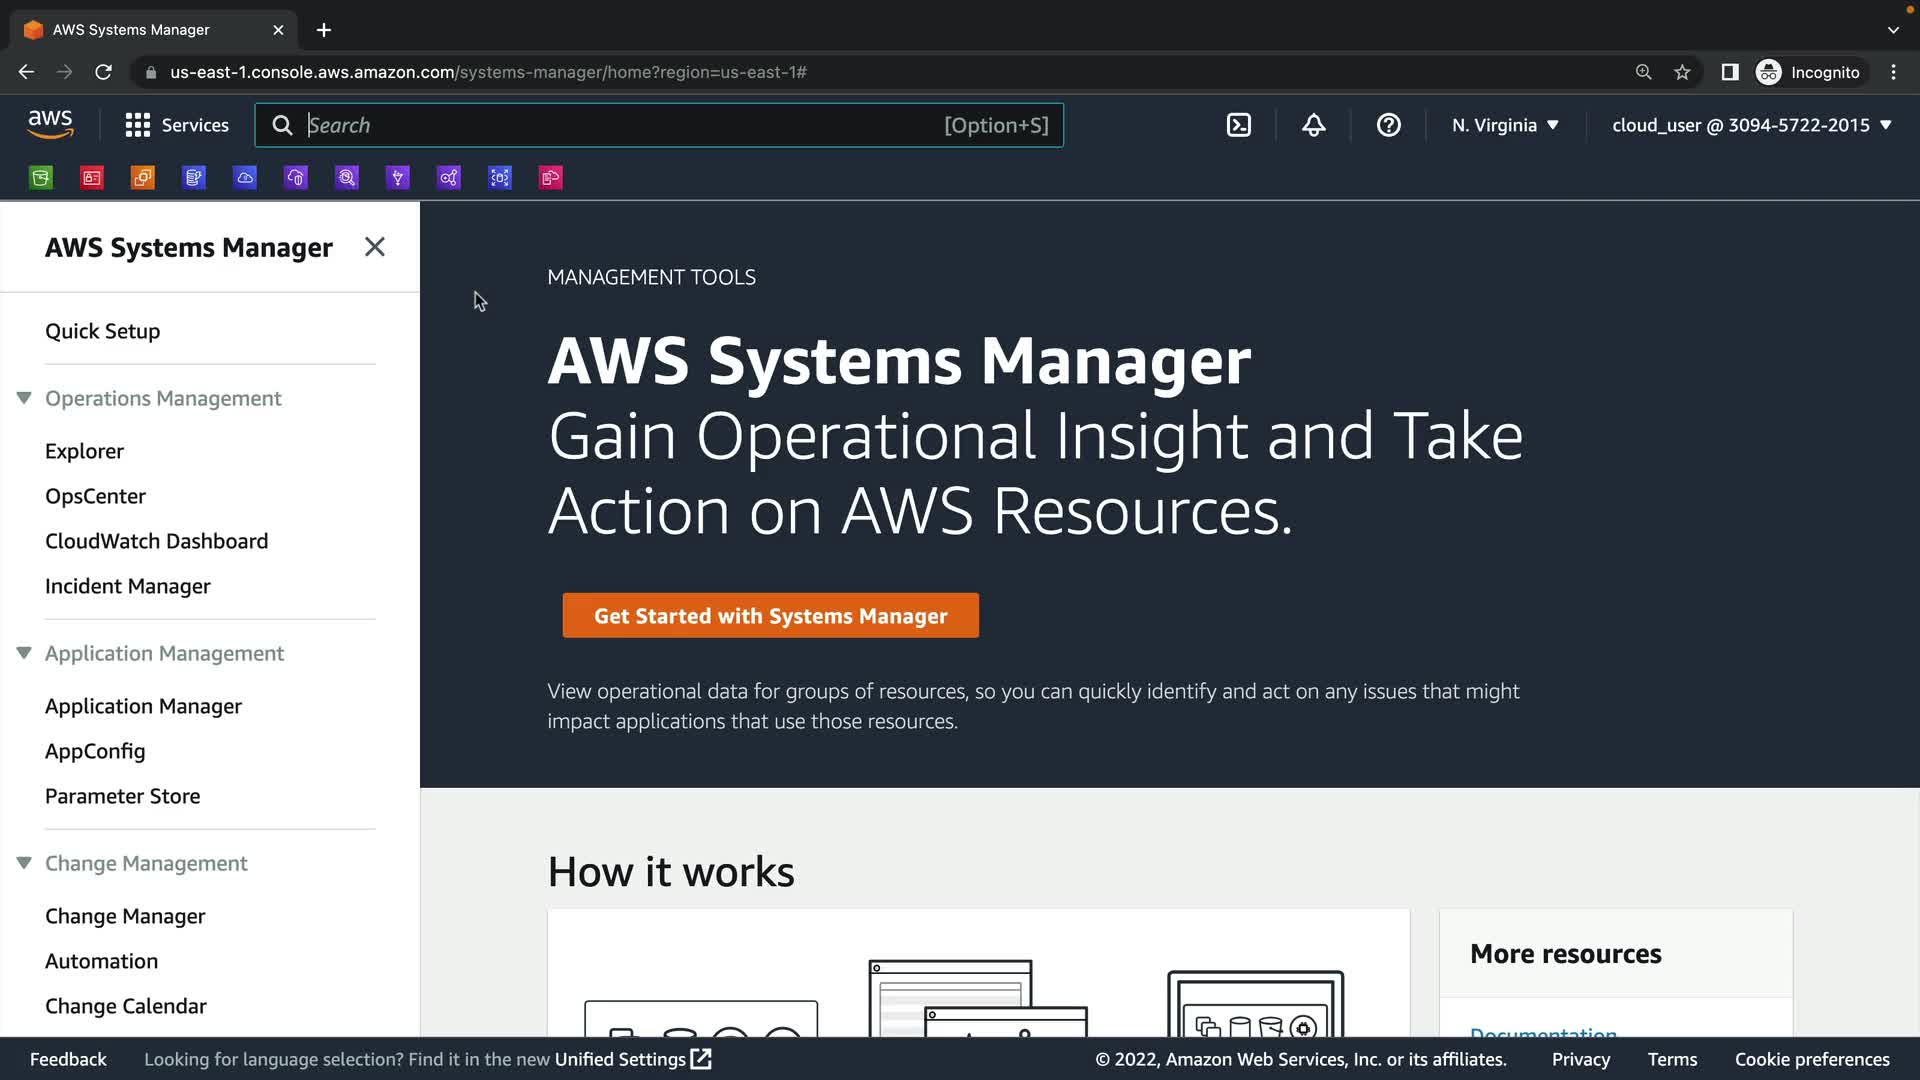 AWS Systems Manager
us-east-1.console.aws.amazon.com/systems-manager/home?region=us-east-1#
Incognito
aws
Services
Search
[Option+S]
N. Virginia
cloud_user @ 3094-5722-2015
AWS Systems Manager
Quick Setup
Operations Management
Explorer
OpsCenter
CloudWatch Dashboard
Incident Manager
Application Management
Application Manager
AppConfig
Parameter Store
Change Management
Change Manager
Automation
Change Calendar
MANAGEMENT TOOLS
AWS Systems Manager
Gain Operational Insight and Take
Action on AWS Resources.
Get Started with Systems Manager
View operational data for groups of resources, so you can quickly identify and act on any issues that might
impact applications that use those resources.
How it works
More resources
Documentation
Feedback
Looking for language selection? Find it in the new Unified Settings
© 2022, Amazon Web Services, Inc. or its affiliates.
Privacy
Terms
Cookie preferences